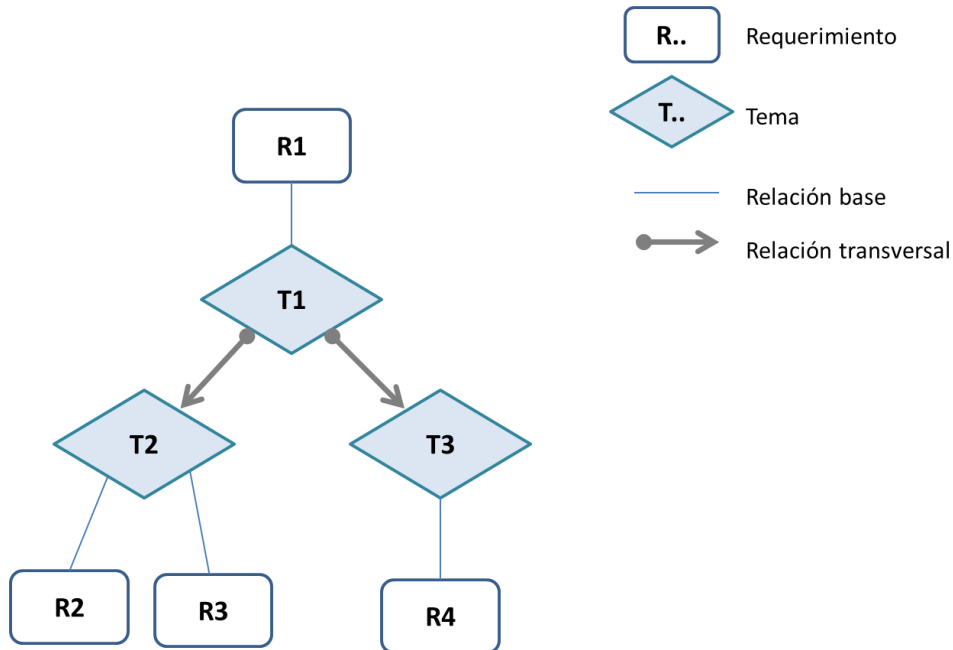 R..
Requerimiento
T..
Tema
R1
Relación base
Relación transversal
T1
T2
T3
R2
R3
R4